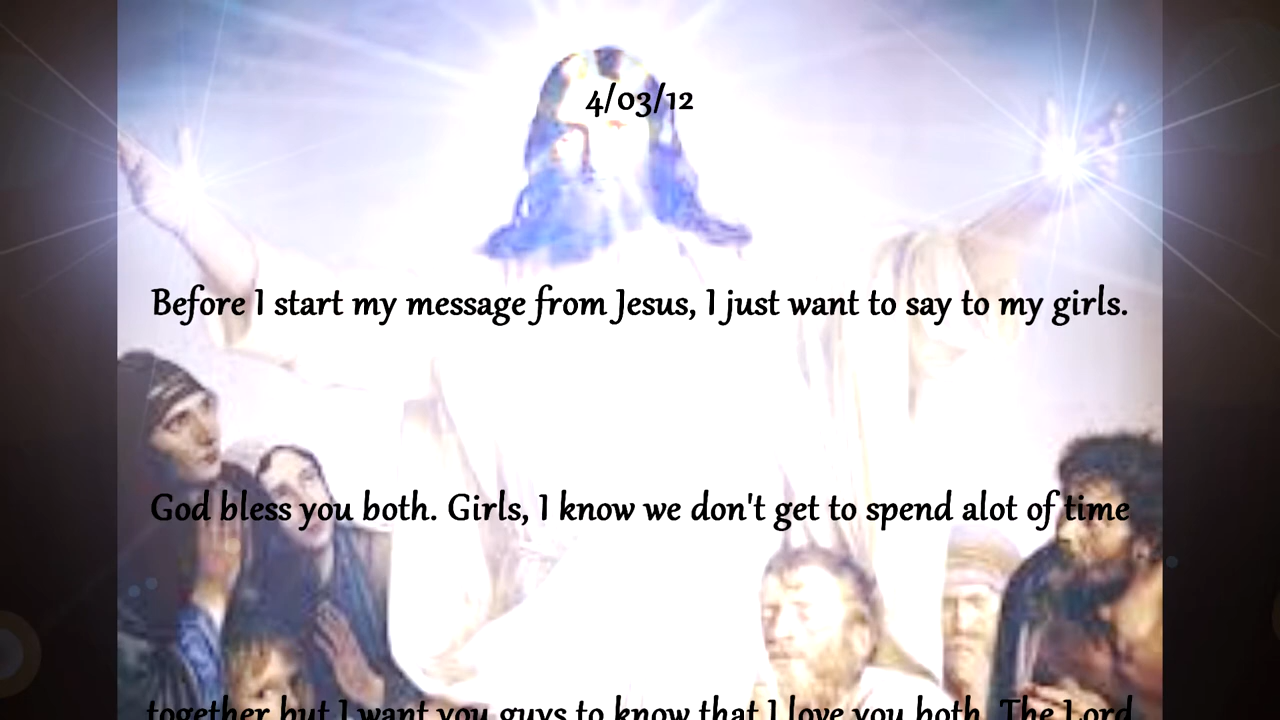 4/03/12
Before I start my message from Jesus, I just want to say to my girls.
God bless you both. Girls, I know we don't get to spend alot of time
together but I want you guys to know that I love you both. The Lord